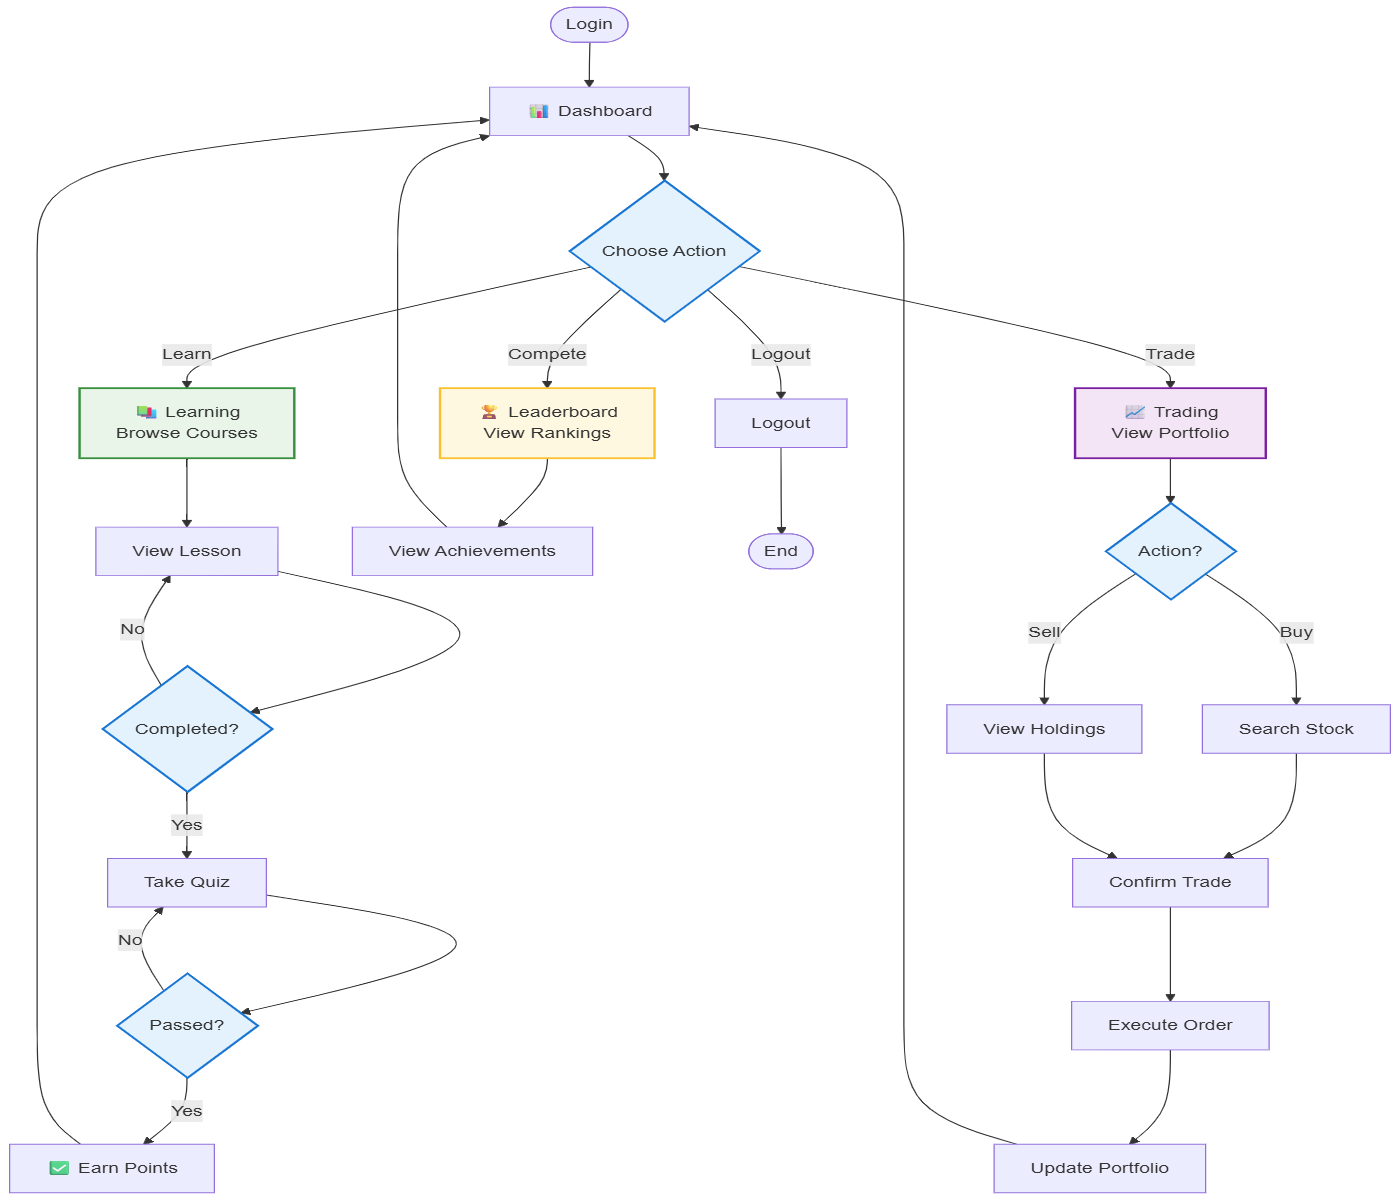 Login
Dashboard
Choose Action
Learn
Compete
Logout
Trade
Learning
Browse Courses
Leaderboard
View Rankings
Logout
Trading
View Portfolio
View Lesson
View Achievements
End
Action?
No
Sell
Buy
Completed?
View Holdings
Search Stock
Yes
Take Quiz
Confirm Trade
No
Passed?
Execute Order
Yes
Earn Points
Update Portfolio